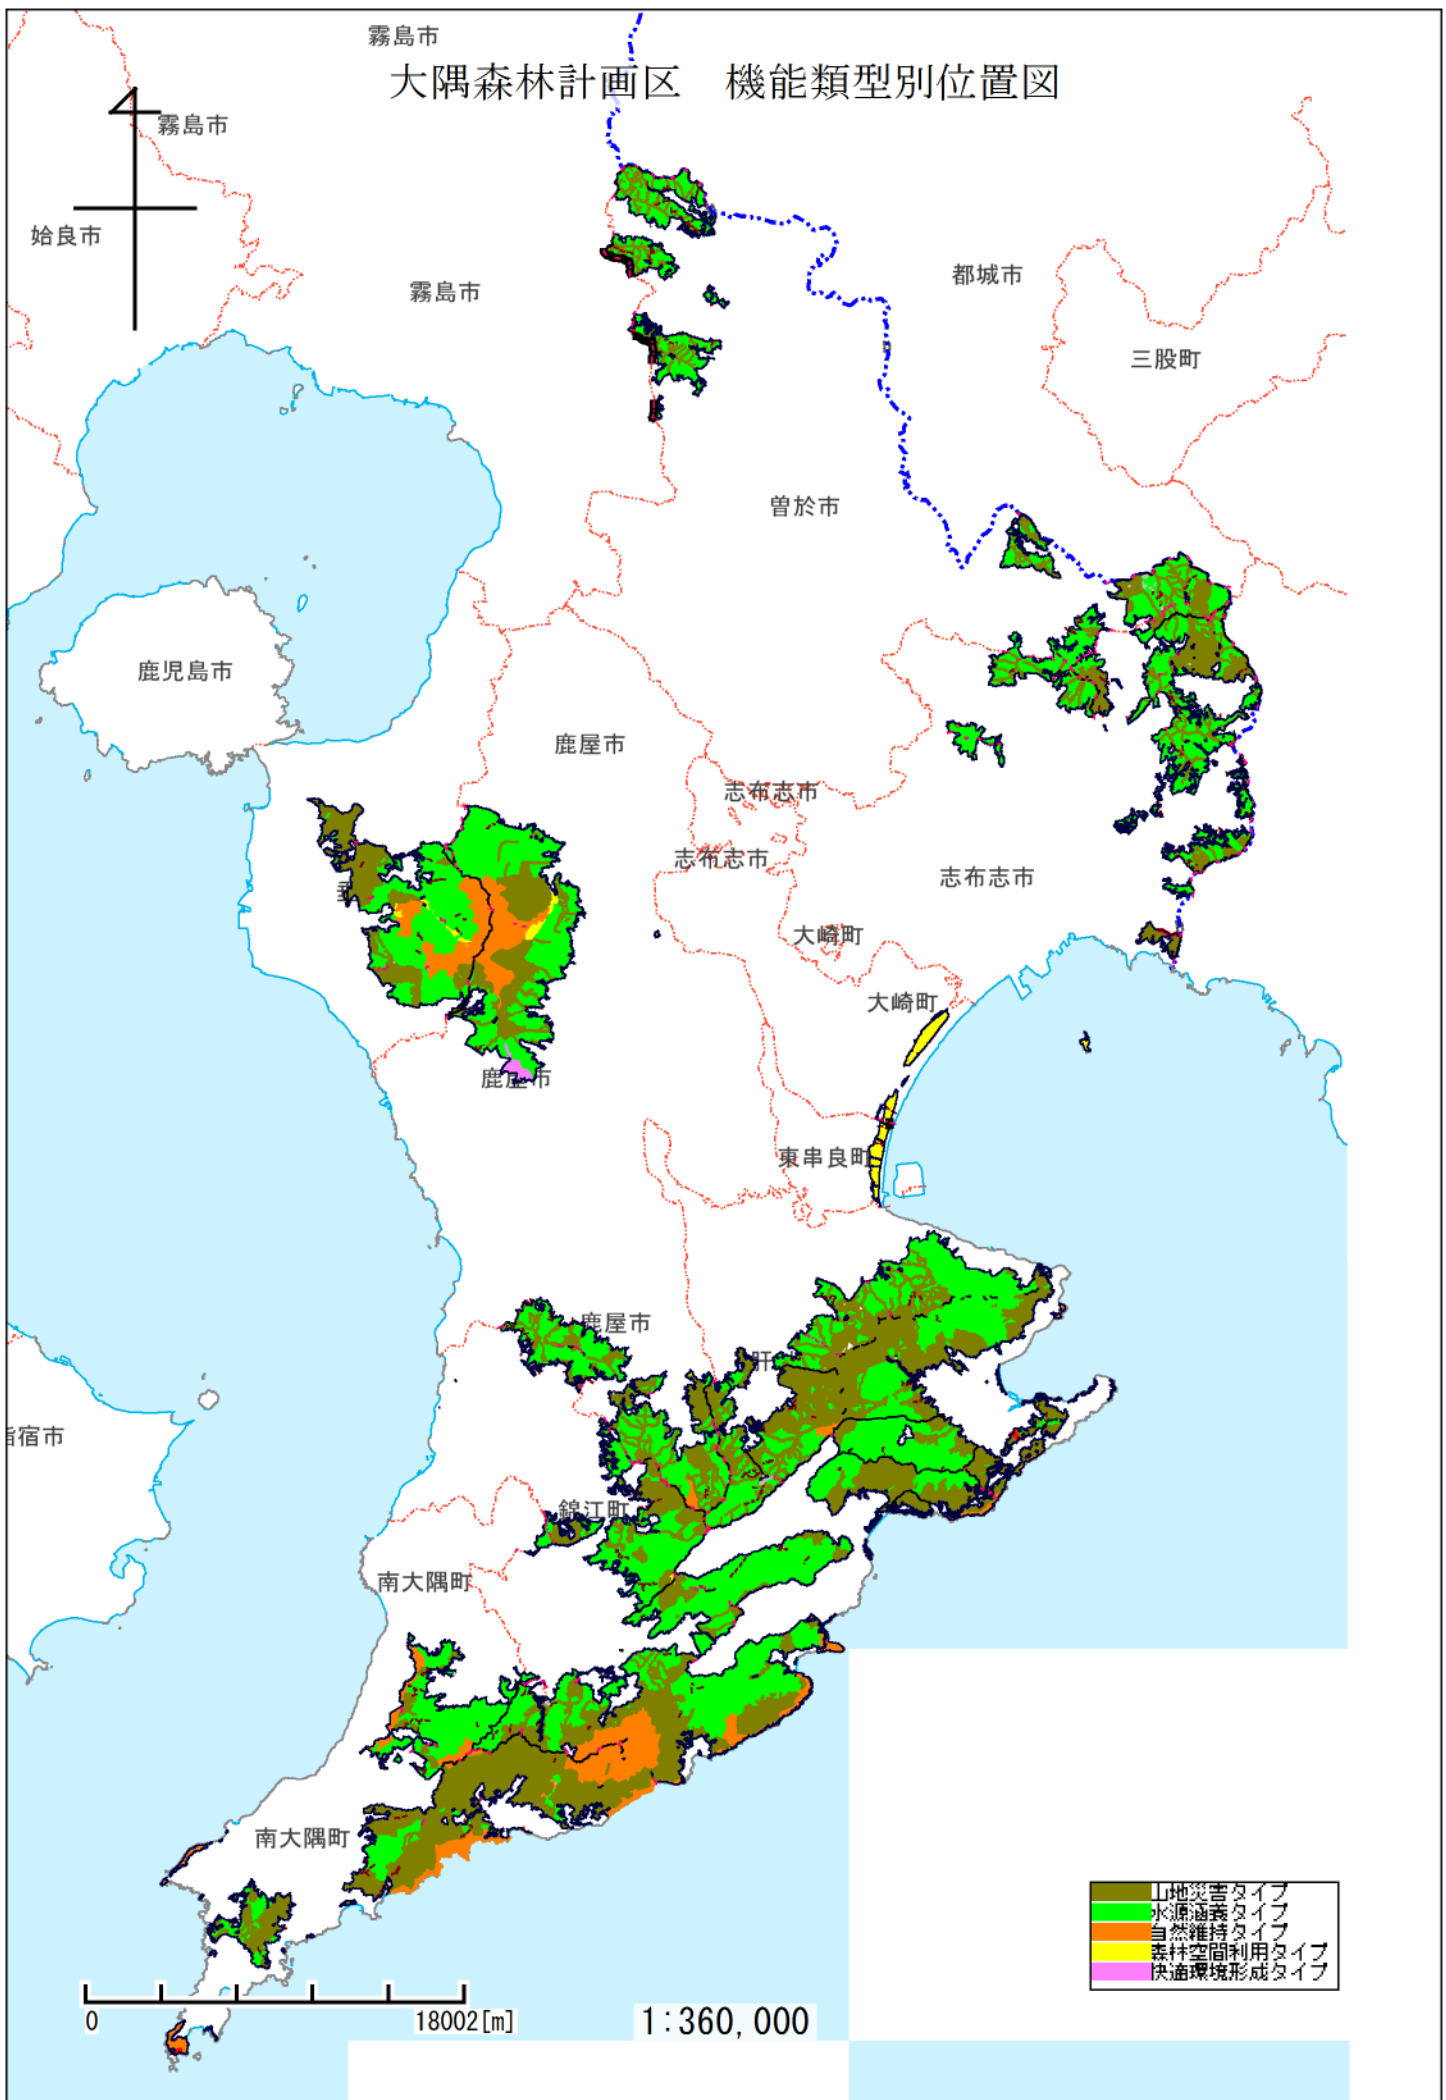 霧島市
大隅森林計画区 機能類型別位置図
霧島市
姶良市
霧島市
都城市
三股町
曽於市
鹿児島市
鹿屋市
志布志市
志布志市
志布志市
大崎町
大崎町
鹿屋市
東串良町
鹿屋市
肝
宿市
錦江町
南大隅町
南大隅町
山地災害タイプ
水源涵養タイプ
自然維持タイプ
森林空間利用タイプ
快適環境形成タイプ
0 18002[m]
1:360,000